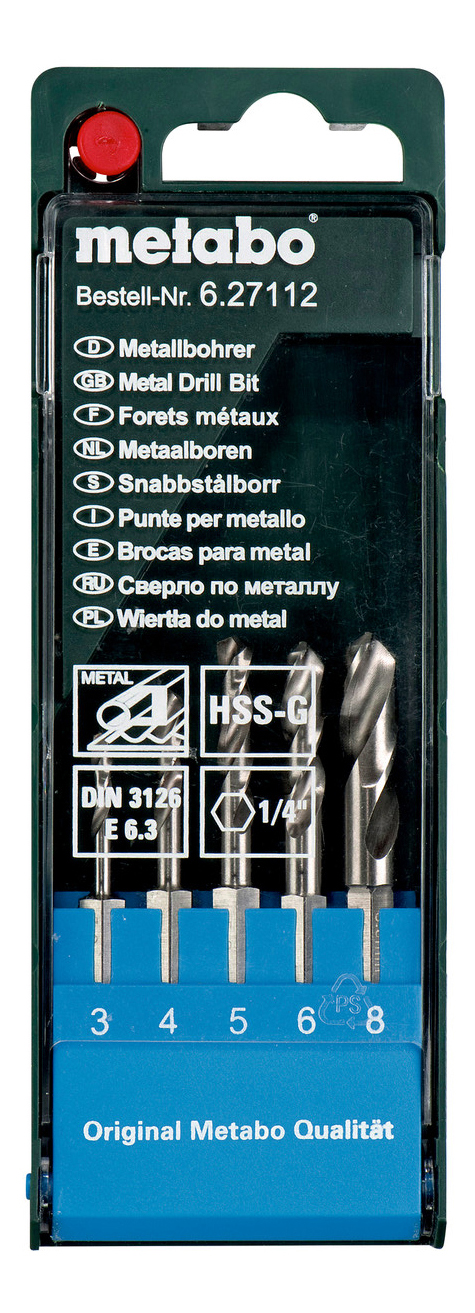 metabo®
Bestell-Nr. 6.27112
D Metallbohrer
GB Metal Drill Bit
F Forets métaux
NL Metaalboren
S Snabbstålborr
I Punte per metallo
E Brocas para metal
RU Сверло по металлу
PL Wiertła do metal
METAL
HSS-G
DIN 3126
E 6.3
1/4"
3 4 5 6 8
PS
Original Metabo Qualität